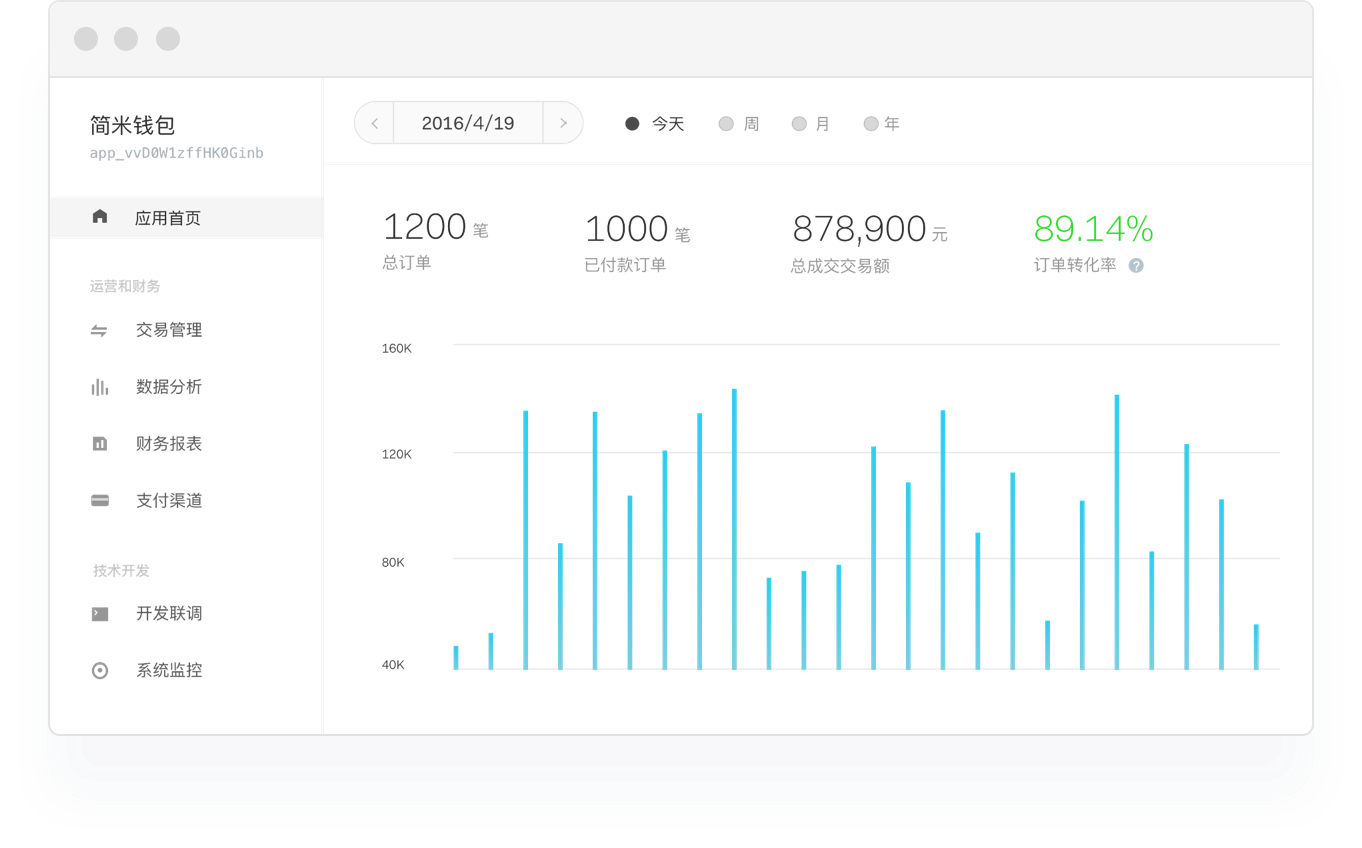 简米钱包
app_vvD0W1zffHK0Ginb
应用首页
运营和财务
交易管理
数据分析
财务报表
支付渠道
技术开发
开发联调
系统监控
2016/4/19 今天 周 月 年
1200 笔 1000 笔 878,900 元 89.14%
总订单 已付款订单 总成交交易额 订单转化率 ?
160K
120K
80K
40K